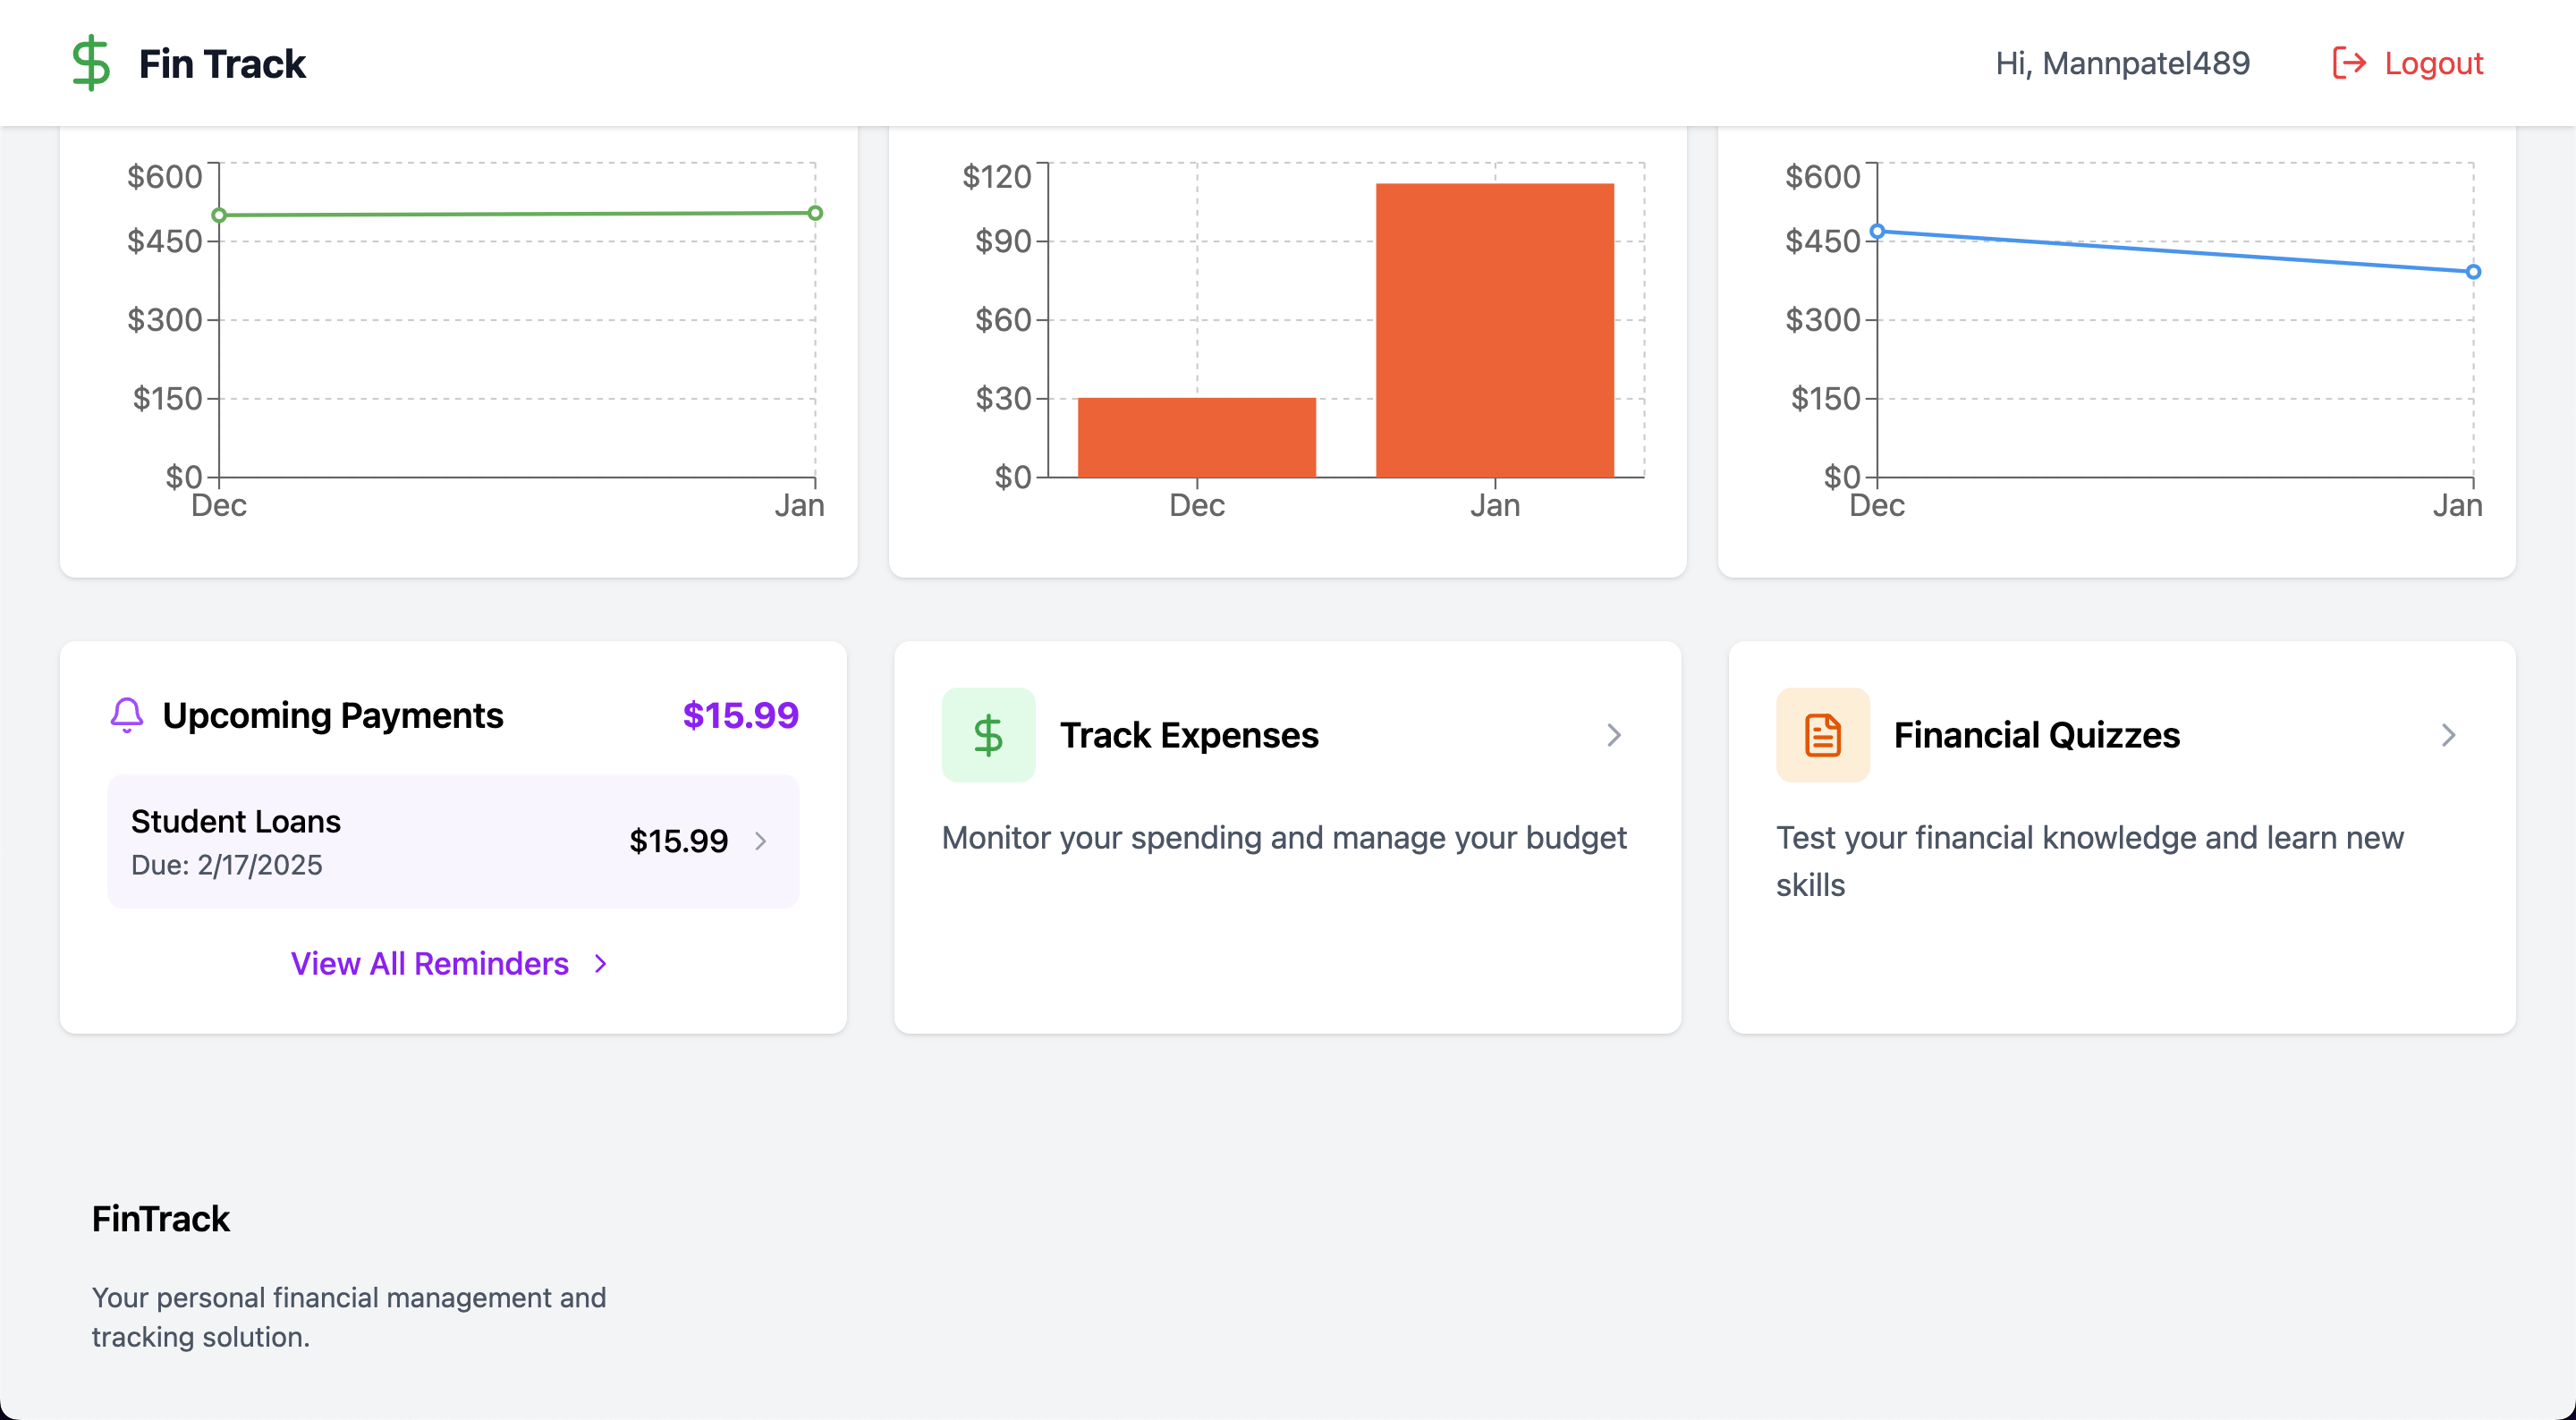 Fin Track
Hi, Mannpatel489
Logout
$600
$450
$300
$150
$0
Dec
Jan
$120
$90
$60
$30
$0
Dec
Jan
$600
$450
$300
$150
$0
Dec
Jan
Upcoming Payments
$15.99
Student Loans
Due: 2/17/2025
$15.99
View All Reminders
Track Expenses
Monitor your spending and manage your budget
Financial Quizzes
Test your financial knowledge and learn new
skills
FinTrack
Your personal financial management and
tracking solution.